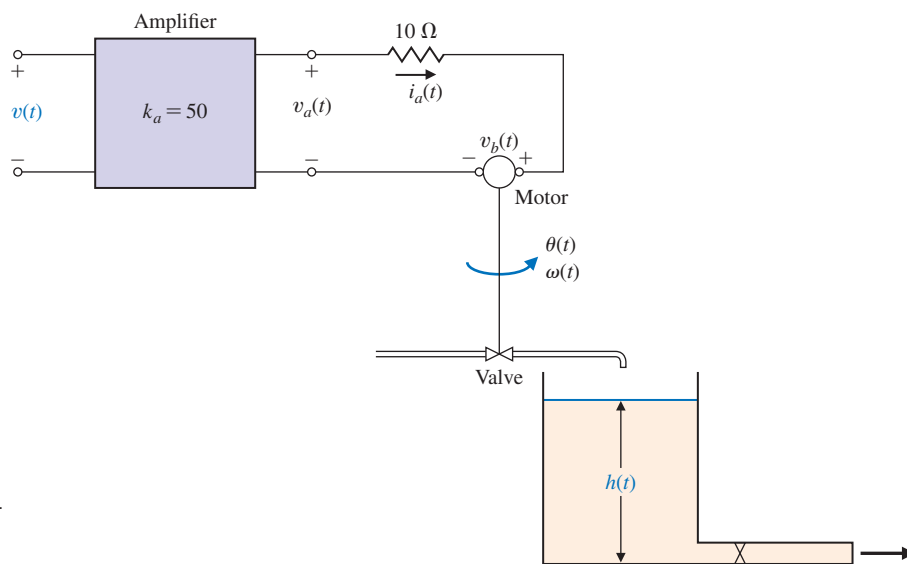 Amplifier
10 Ω
+
+
i_a(t)
v(t)
k_a = 50
v_a(t)
v_b(t)
−
−
− +
Motor
θ(t)
ω(t)
Valve
h(t)